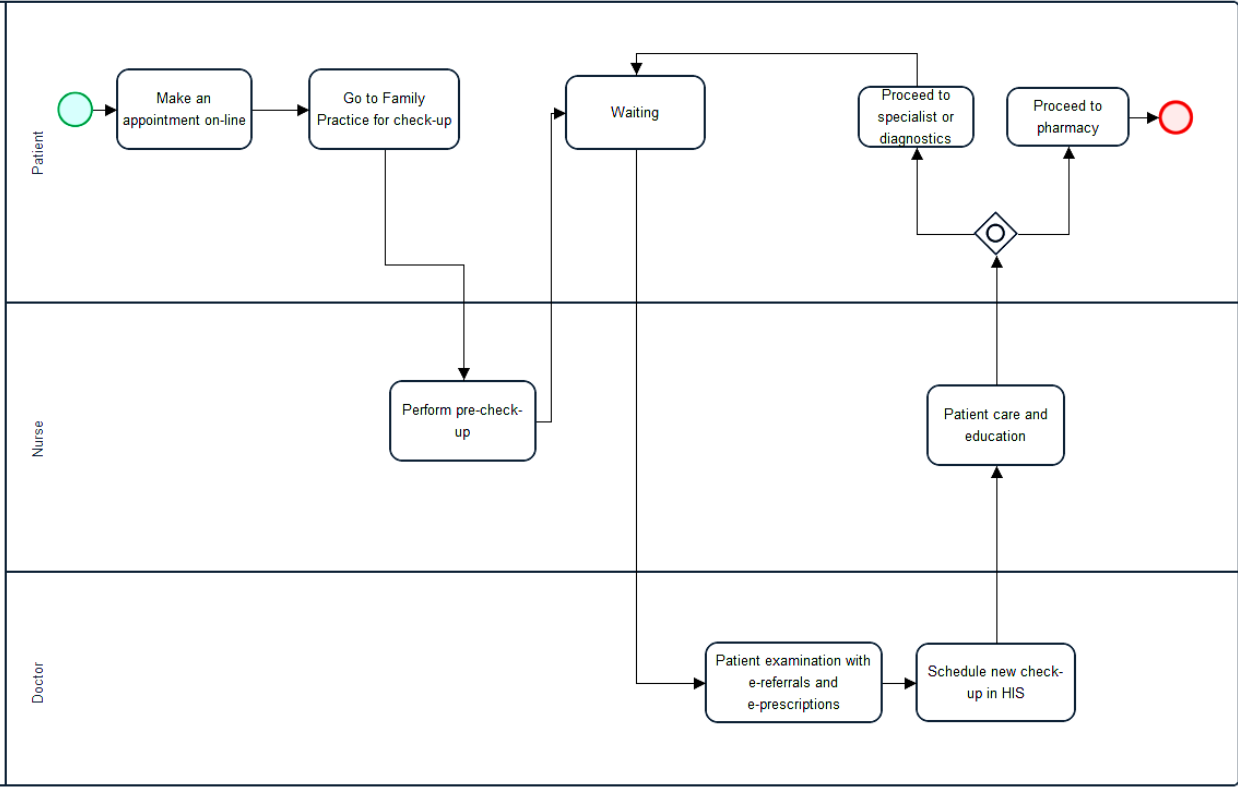 Patient
Make an
appointment on-line
Go to Family
Practice for check-up
Waiting
Proceed to
specialist or
diagnostics
Proceed to
pharmacy
Nurse
Perform pre-check-
up
Patient care and
education
Doctor
Patient examination with
e-referrals and
e-prescriptions
Schedule new check-
up in HIS